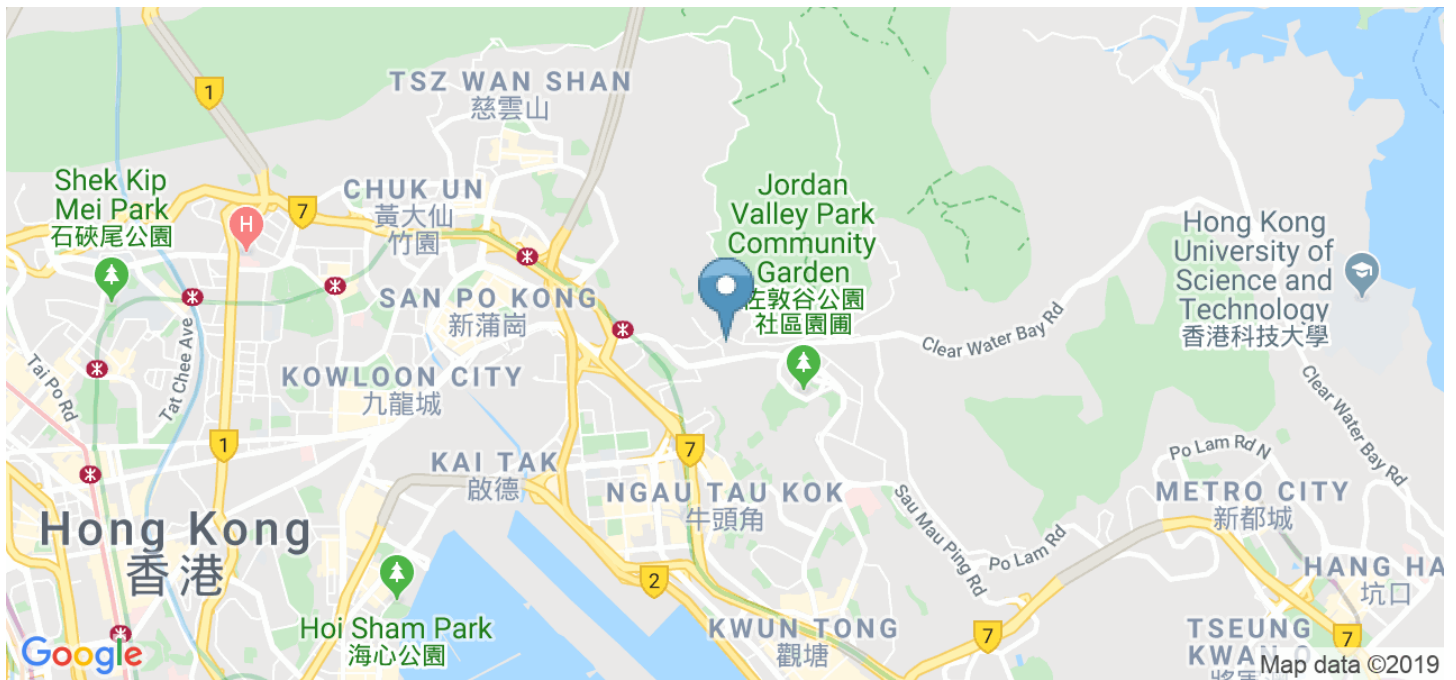 1
TSZ WAN SHAN
慈雲山
Shek Kip
Mei Park
石硤尾公園
H
7
CHUK UN
黃大仙
竹園
Jordan
Valley Park
Community
Garden
佐敦谷公園
社區園圃
Hong Kong
University of
Science and
Technology
香港科技大學
SAN PO KONG
新蒲崗
Clear Water Bay Rd
Tai Po Rd
Tat Chee Ave
KOWLOON CITY
九龍城
Clear Water Bay Rd
1
7
KAI TAK
啟德
NGAU TAU KOK
牛頭角
Sau Mau Ping Rd
Po Lam Rd N
METRO CITY
新都城
Po Lam Rd
Hong Kong
香港
2
HANG HA
坑口
Hoi Sham Park
海心公園
KWUN TONG
觀塘
7
TSEUNG
KWAN O
7
Google
Map data ©2019